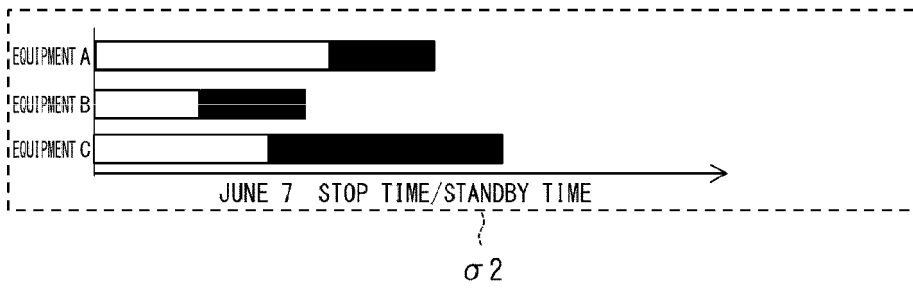 EQUIPMENT A
EQUIPMENT B
EQUIPMENT C
JUNE 7 STOP TIME/STANDBY TIME
σ2